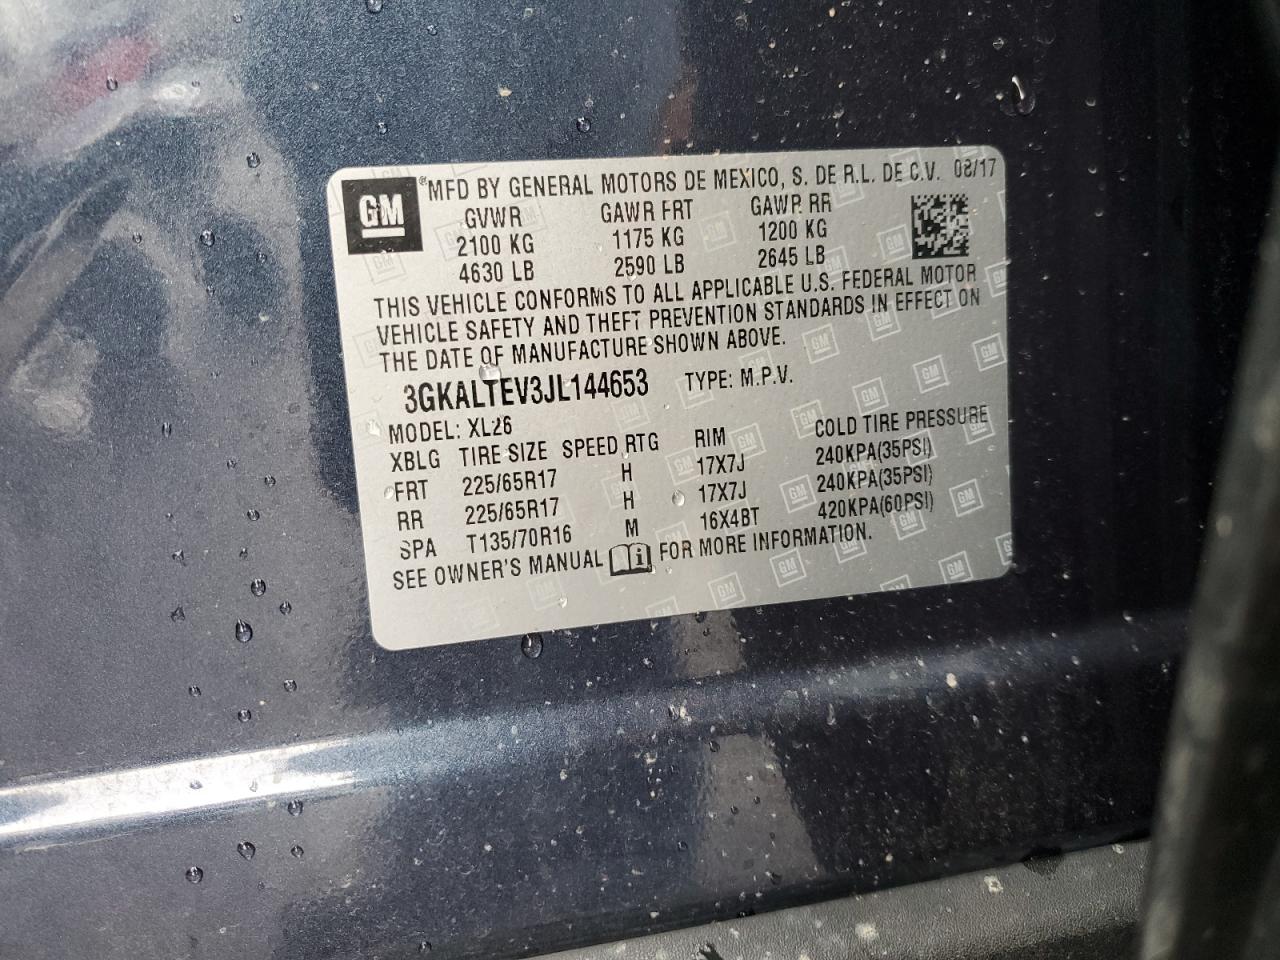 GM ® MFD BY GENERAL MOTORS DE MEXICO, S. DE R.L. DE C.V. 08/17
GVWR GAWR FRT GAWR RR
2100 KG 1175 KG 1200 KG
4630 LB 2590 LB 2645 LB
THIS VEHICLE CONFORMS TO ALL APPLICABLE U.S. FEDERAL MOTOR
VEHICLE SAFETY AND THEFT PREVENTION STANDARDS IN EFFECT ON
THE DATE OF MANUFACTURE SHOWN ABOVE.
3GKALTEV3JL144653 TYPE: M.P.V.
MODEL: XL26
XBLG TIRE SIZE SPEED RTG RIM COLD TIRE PRESSURE
FRT 225/65R17 H 17X7J 240KPA(35PSI)
RR 225/65R17 H 17X7J 240KPA(35PSI)
SPA T135/70R16 M 16X4BT 420KPA(60PSI)
SEE OWNER'S MANUAL i FOR MORE INFORMATION.